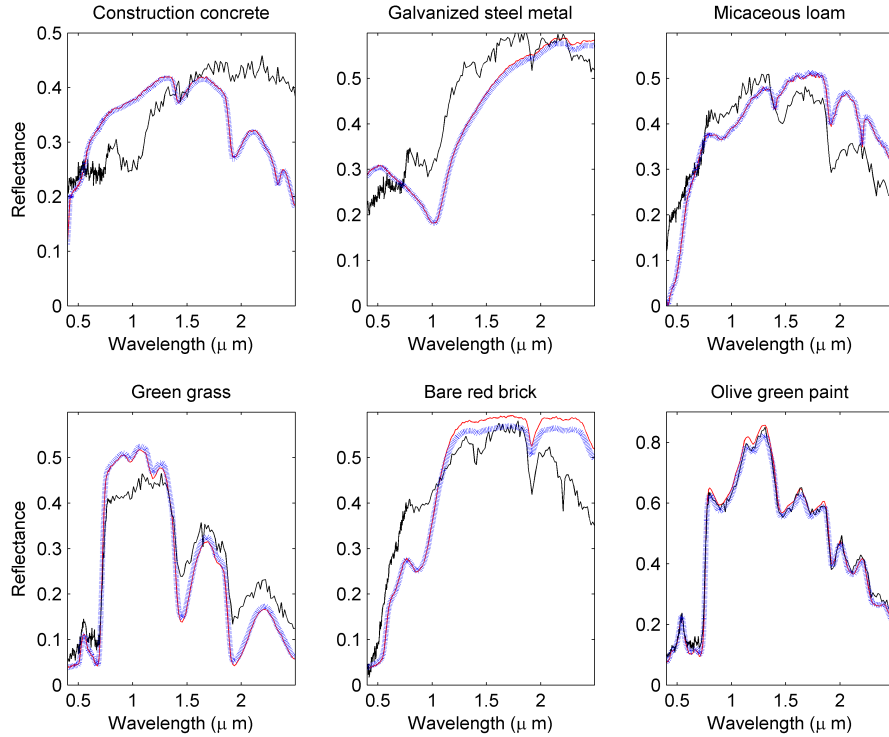 Construction concrete
Galvanized steel metal
Micaceous loam
Reflectance
0.5
0.4
0.3
0.2
0.1
0
0.5 1 1.5 2
Wavelength (μ m)
0.5
0.4
0.3
0.2
0.1
0
0.5 1 1.5 2
Wavelength (μ m)
0.5
0.4
0.3
0.2
0.1
0
0.5 1 1.5 2
Wavelength (μ m)
Green grass
Bare red brick
Olive green paint
Reflectance
0.5
0.4
0.3
0.2
0.1
0
0.5 1 1.5 2
Wavelength (μ m)
0.5
0.4
0.3
0.2
0.1
0
0.5 1 1.5 2
Wavelength (μ m)
0.8
0.6
0.4
0.2
0
0.5 1 1.5 2
Wavelength (μ m)